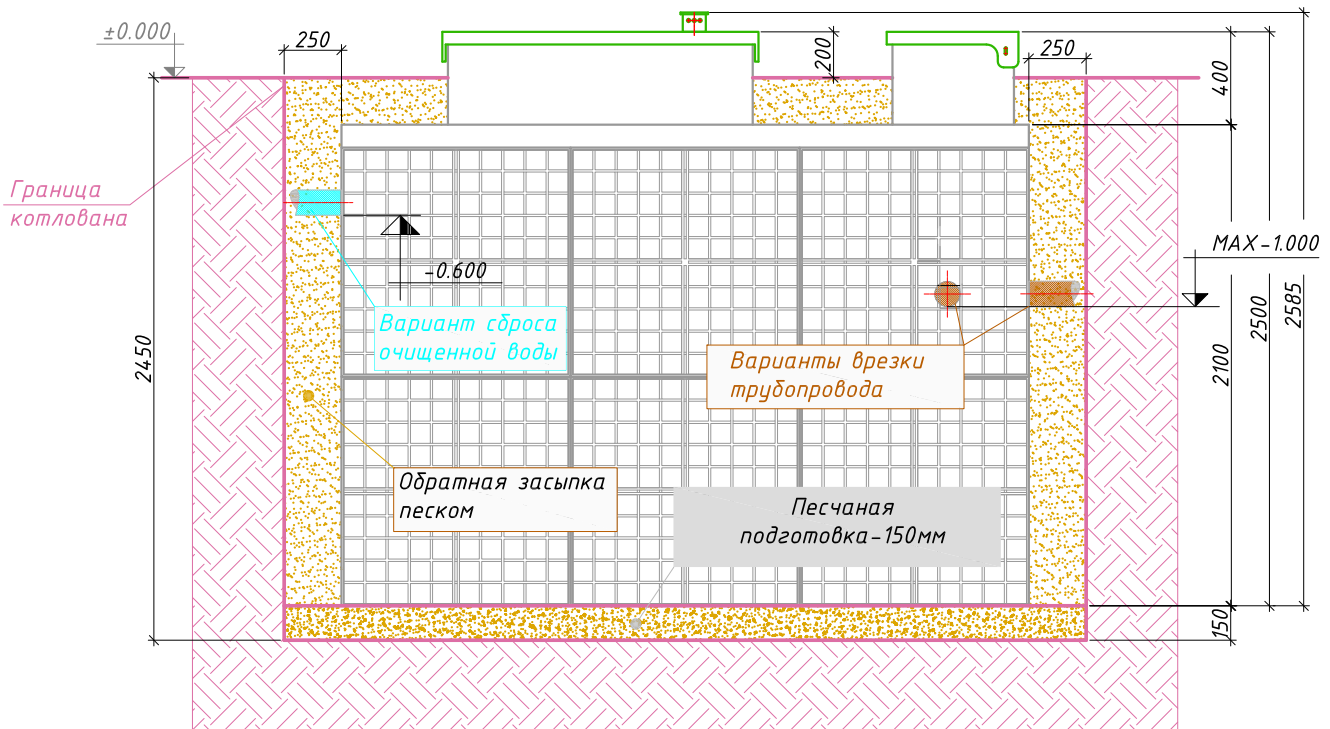 ±0.000
250
200
250
400
Граница
котлована
MAX-1.000
-0.600
Вариант сброса
очищенной воды
Варианты врезки
трубопровода
2450
2100
2500
2585
Обратная засыпка
песком
Песчаная
подготовка-150мм
150